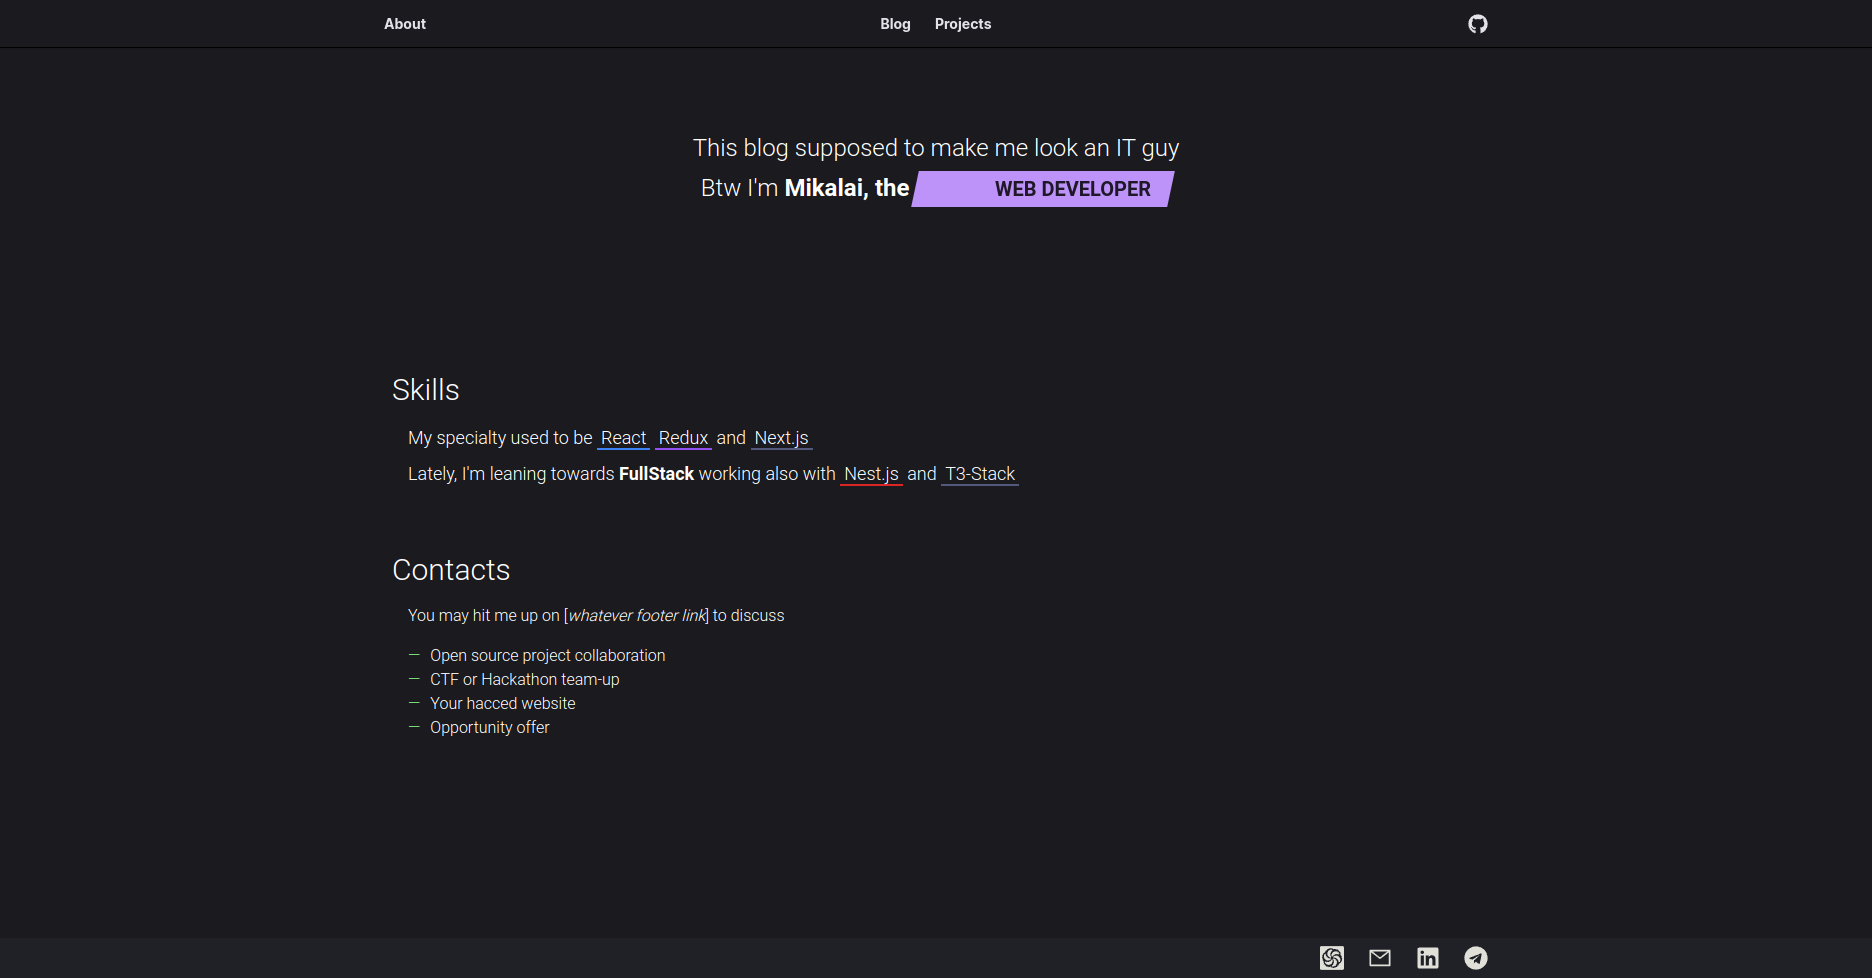 About
Blog Projects
This blog supposed to make me look an IT guy
Btw I'm Mikalai, the WEB DEVELOPER
Skills
My specialty used to be React Redux and Next.js
Lately, I'm leaning towards FullStack working also with Nest.js and T3-Stack
Contacts
You may hit me up on [whatever footer link] to discuss
— Open source project collaboration
— CTF or Hackathon team-up
— Your hacced website
— Opportunity offer
in